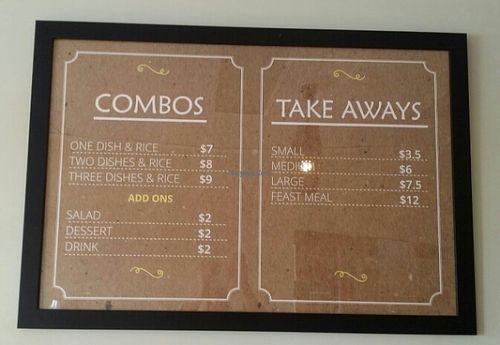 COMBOS
ONE DISH & RICE $7
TWO DISHES & RICE $8
THREE DISHES & RICE $9
ADD ONS
SALAD $2
DESSERT $2
DRINK $2
TAKE AWAYS
SMALL $3.5
$6
LARGE $7.5
FEAST MEAL $12